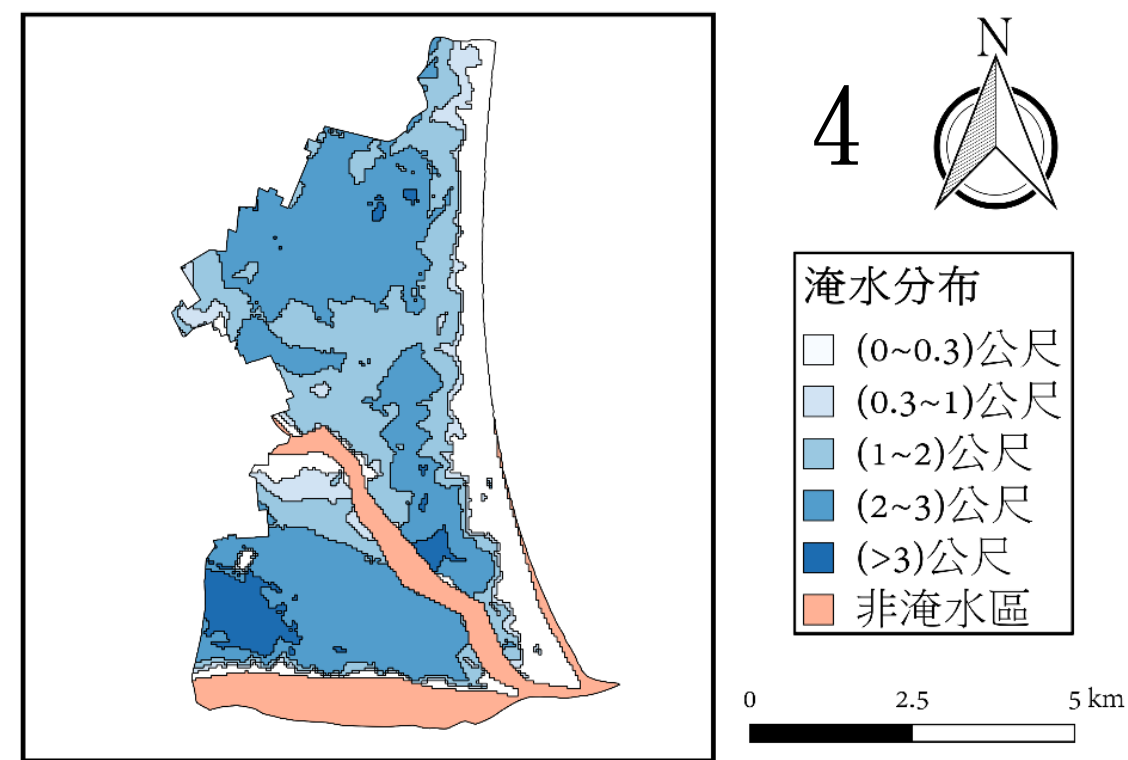 N
4
淹水分布
(0~0.3)公尺
(0.3~1)公尺
(1~2)公尺
(2~3)公尺
(>3)公尺
非淹水區
0 2.5 5 km